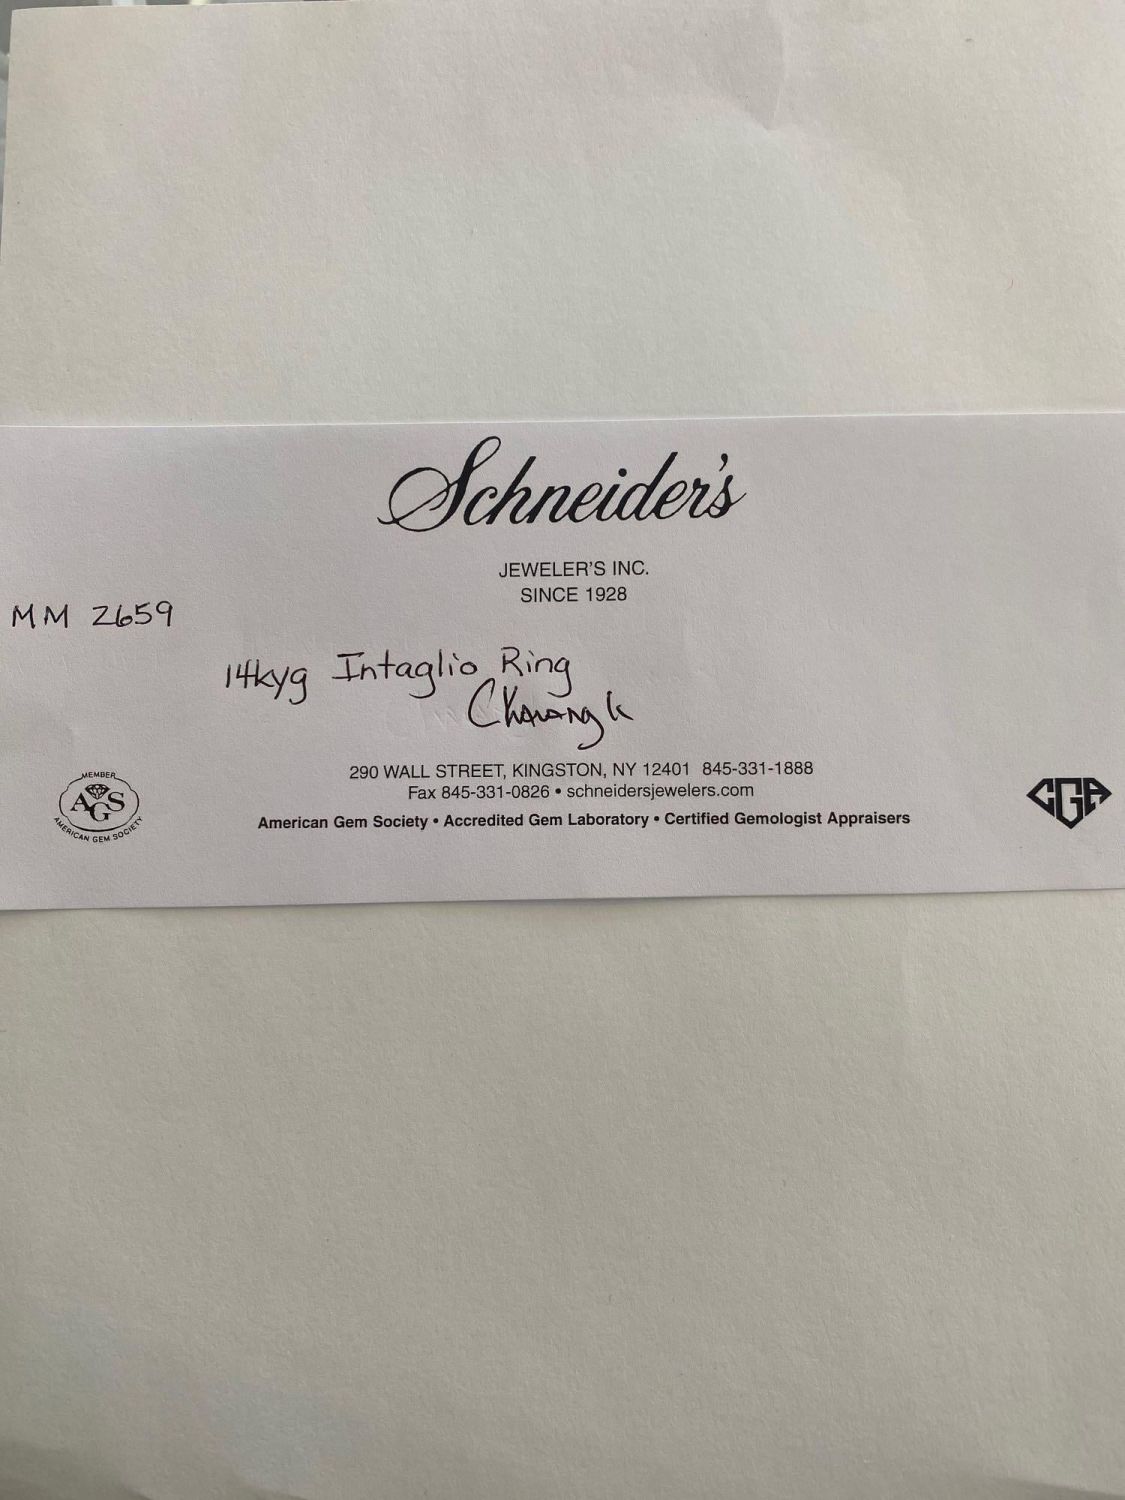 Schneider's
JEWELER'S INC.
SINCE 1928
MM 2659
14kyg Intaglio Ring
290 WALL STREET, KINGSTON, NY 12401 845-331-1888
Fax 845-331-0826 • schneidersjewelers.com
American Gem Society • Accredited Gem Laboratory • Certified Gemologist Appraisers
MEMBER
AGS
AMERICAN GEM SOCIETY
CGA